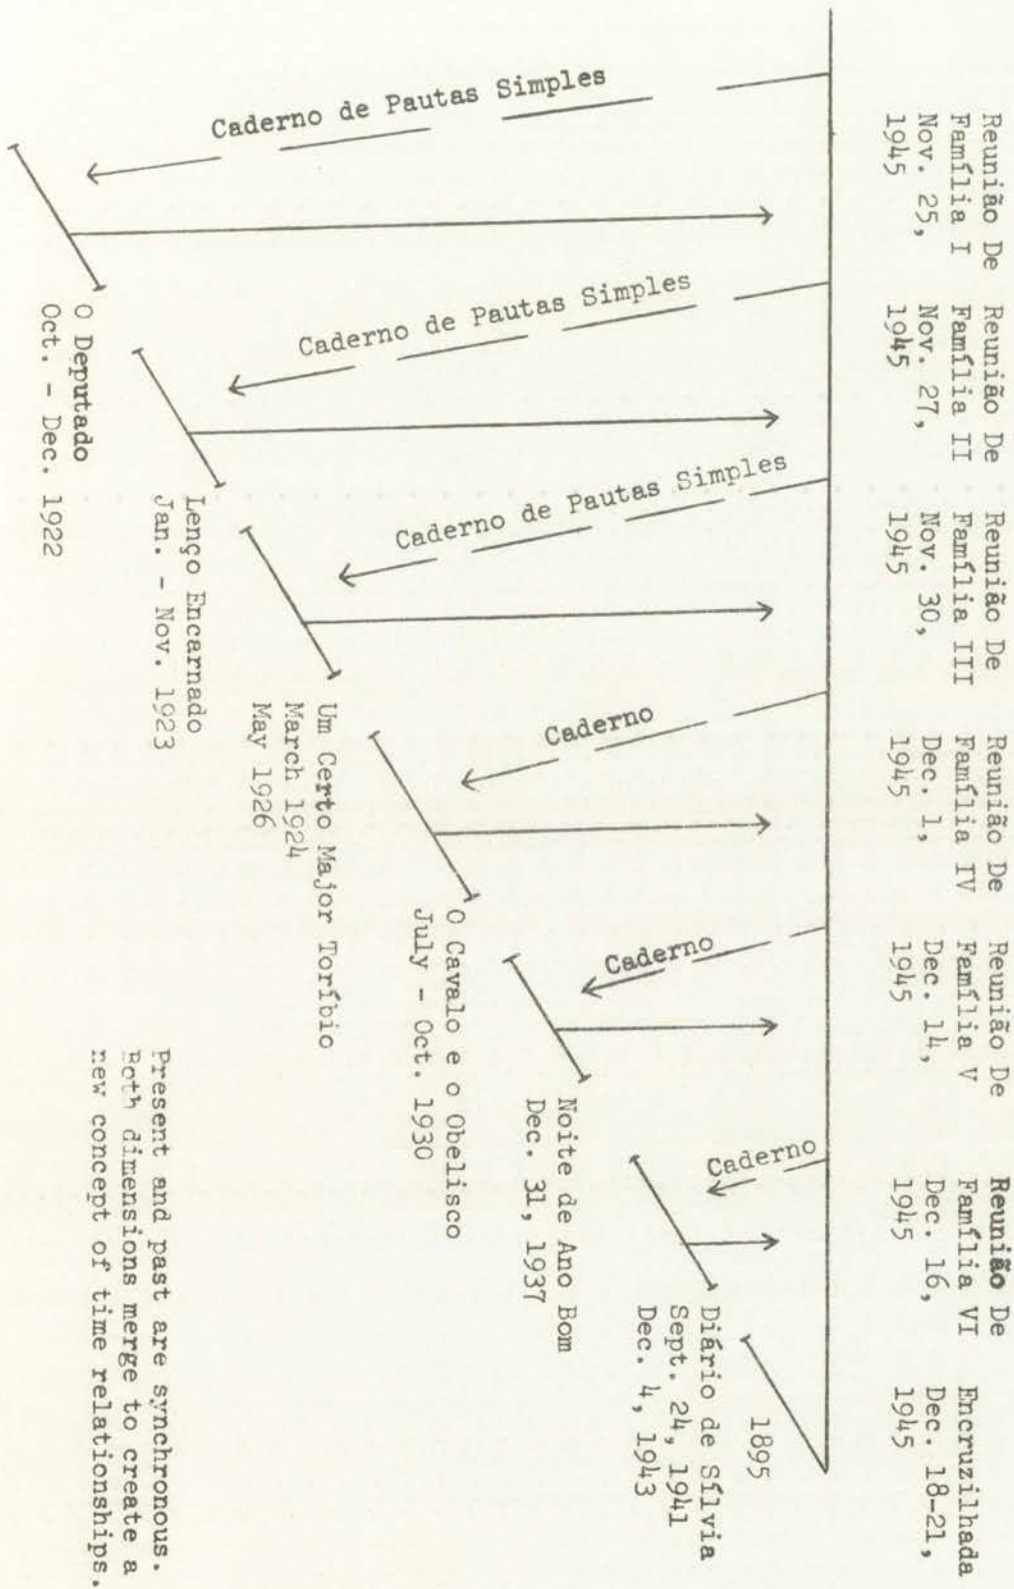 Reunião De
Família I
Nov. 25,
1945
Reunião De
Família II
Nov. 27,
1945
Reunião De
Família III
Nov. 30,
1945
Reunião De
Família IV
Dec. 1,
1945
Reunião De
Família V
Dec. 14,
1945
Reunião De
Família VI
Dec. 16,
1945
Encruzilhada
Dec. 18-21,
1945
Caderno de Pautas Simples
Caderno de Pautas Simples
Caderno de Pautas Simples
Caderno
Caderno
Caderno
O Deputado
Oct. - Dec. 1922
Lenço Encarnado
Jan. - Nov. 1923
Um Certo Major Toríbio
March 1924
May 1926
O Cavalo e o Obelisco
July - Oct. 1930
Noite de Ano Bom
Dec. 31, 1937
Diário de Sílvia
Sept. 24, 1941
Dec. 4, 1943
1895
Present and past are synchronous.
Both dimensions merge to create a
new concept of time relationships.